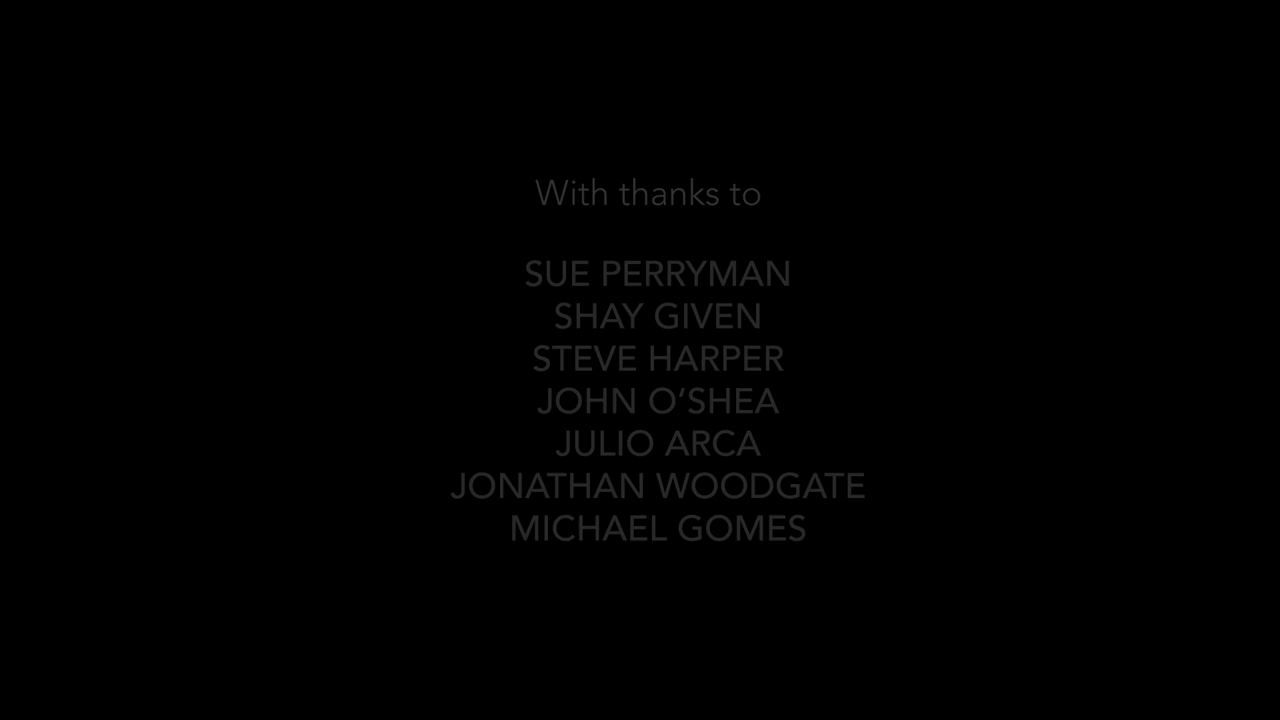 With thanks to
SUE PERRYMAN
SHAY GIVEN
STEVE HARPER
JOHN O’SHEA
JULIO ARCA
JONATHAN WOODGATE
MICHAEL GOMES